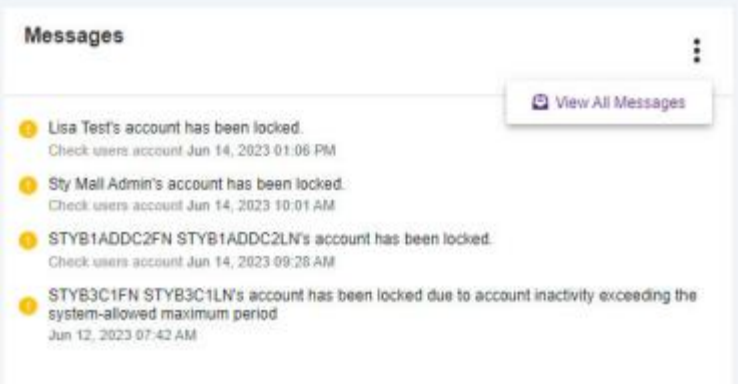 Messages
View All Messages
Lisa Test's account has been locked.
Check users account Jun 14, 2023 01:06 PM
Sty Mall Admin's account has been locked.
Check users account Jun 14, 2023 10:01 AM
STYB1ADDC2FN STYB1ADDC2LN's account has been locked.
Check users account Jun 14, 2023 09:28 AM
STYB3C1FN STYB3C1LN's account has been locked due to account inactivity exceeding the
system-allowed maximum period
Jun 12, 2023 07:42 AM